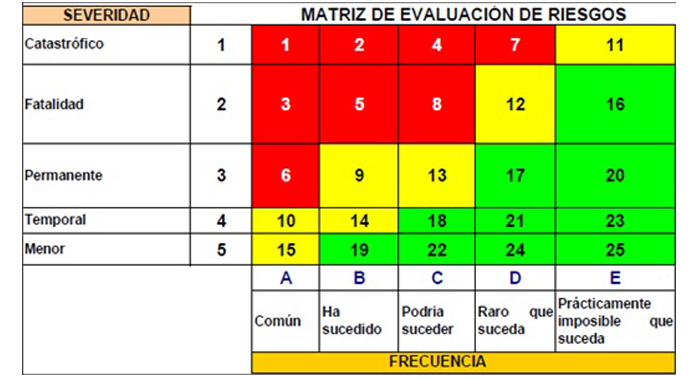 SEVERIDAD MATRIZ DE EVALUACIÓN DE RIESGOS
Catastrófico 1 1 2 4 7 11
Fatalidad 2 3 5 8 12 16
Permanente 3 6 9 13 17 20
Temporal 4 10 14 18 21 23
Menor 5 15 19 22 24 25
A B C D E
Común
Ha
sucedido
Podria
suceder
Raro que
suceda
Prácticamente
imposible que
suceda
FRECUENCIA